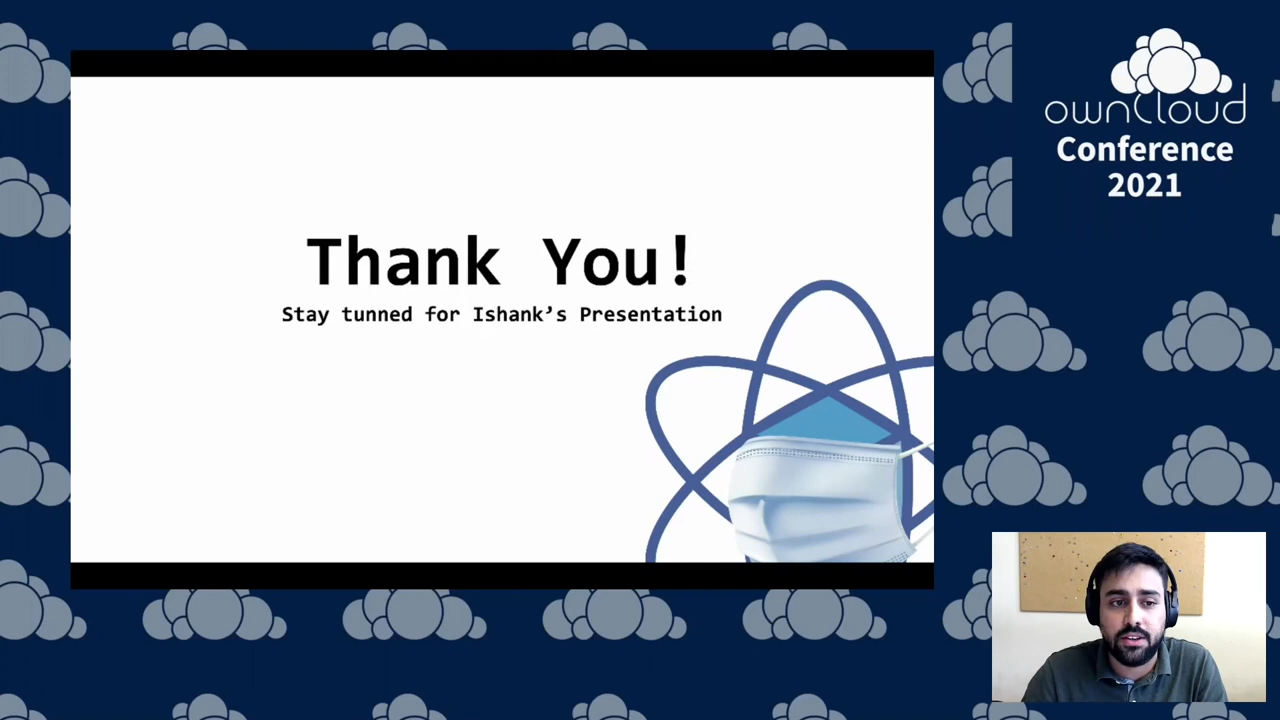 Thank You!
Stay tunned for Ishank’s Presentation
ownCloud
Conference
2021